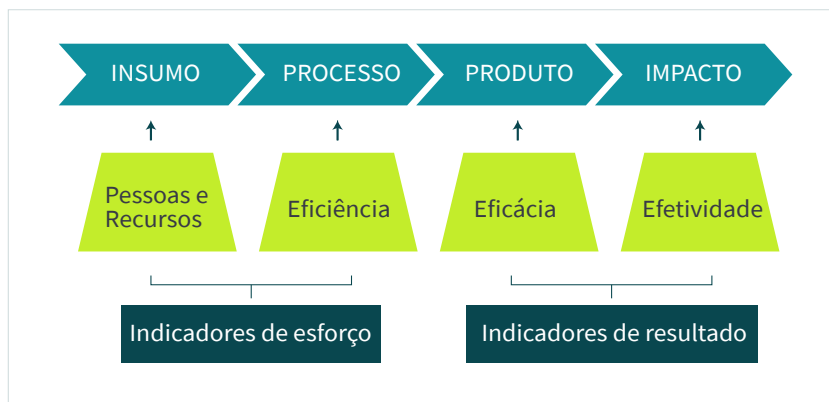 INSUMO
PROCESSO
PRODUTO
IMPACTO
Pessoas e
Recursos
Eficiência
Eficácia
Efetividade
Indicadores de esforço
Indicadores de resultado